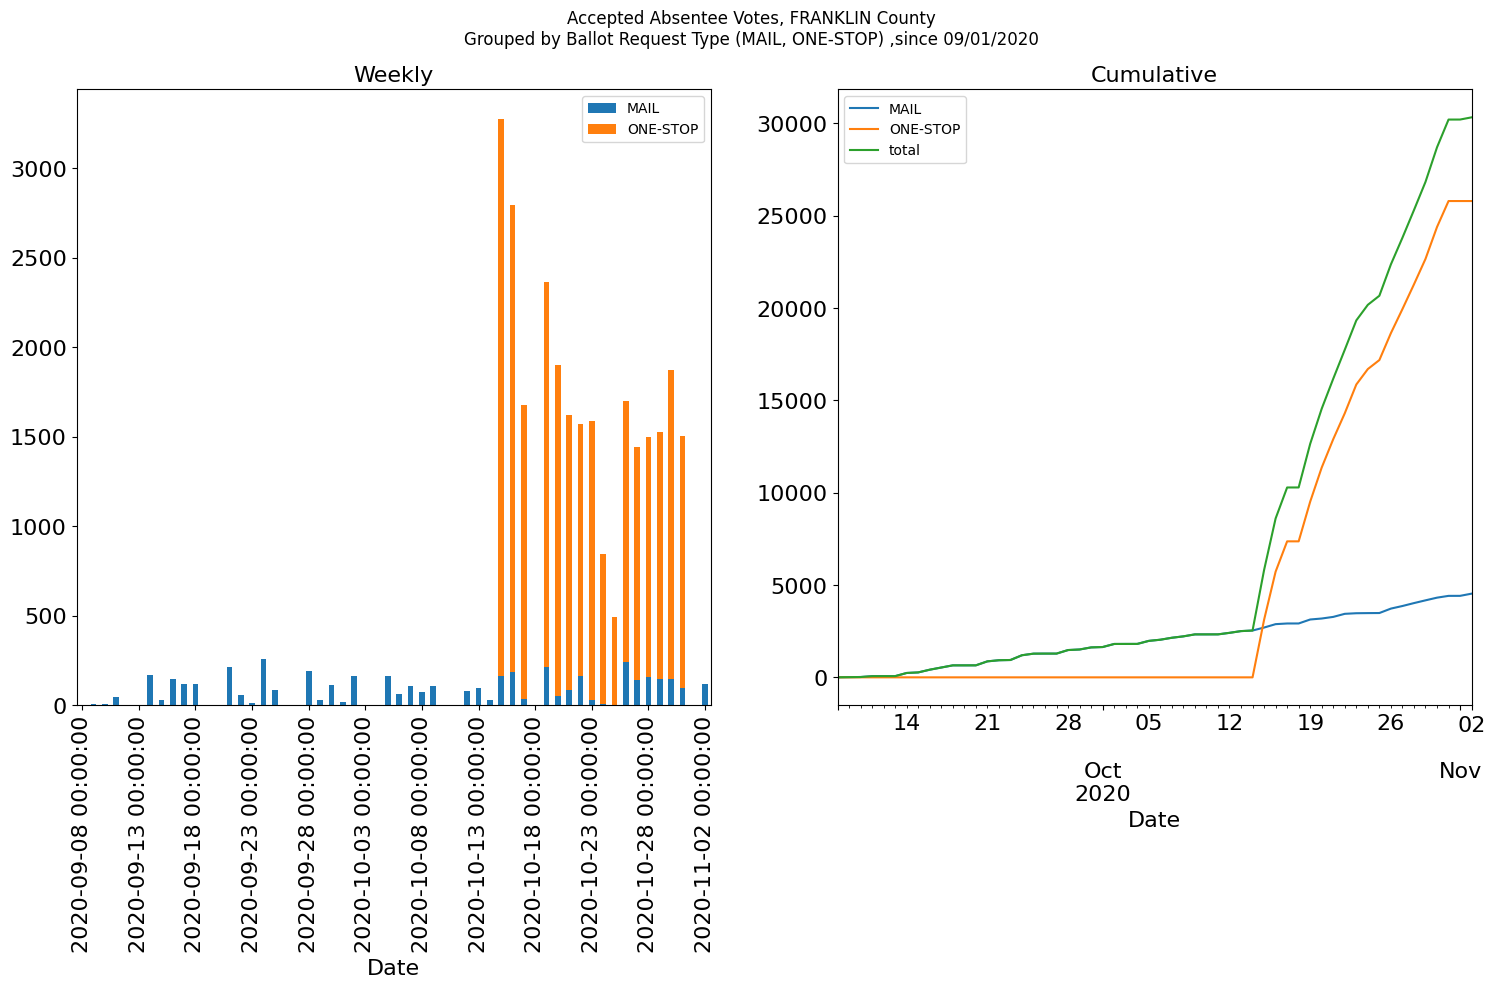 Accepted Absentee Votes, FRANKLIN County
Grouped by Ballot Request Type (MAIL, ONE-STOP) ,since 09/01/2020
Weekly
MAIL
ONE-STOP
3000
2500
2000
1500
1000
500
0
2020-09-08 00:00:00
2020-09-13 00:00:00
2020-09-18 00:00:00
2020-09-23 00:00:00
2020-09-28 00:00:00
2020-10-03 00:00:00
2020-10-08 00:00:00
2020-10-13 00:00:00
2020-10-18 00:00:00
2020-10-23 00:00:00
2020-10-28 00:00:00
2020-11-02 00:00:00
Date
Cumulative
MAIL
ONE-STOP
total
30000
25000
20000
15000
10000
5000
0
14 21 28 05 12 19 26 02
Oct Nov
2020
Date